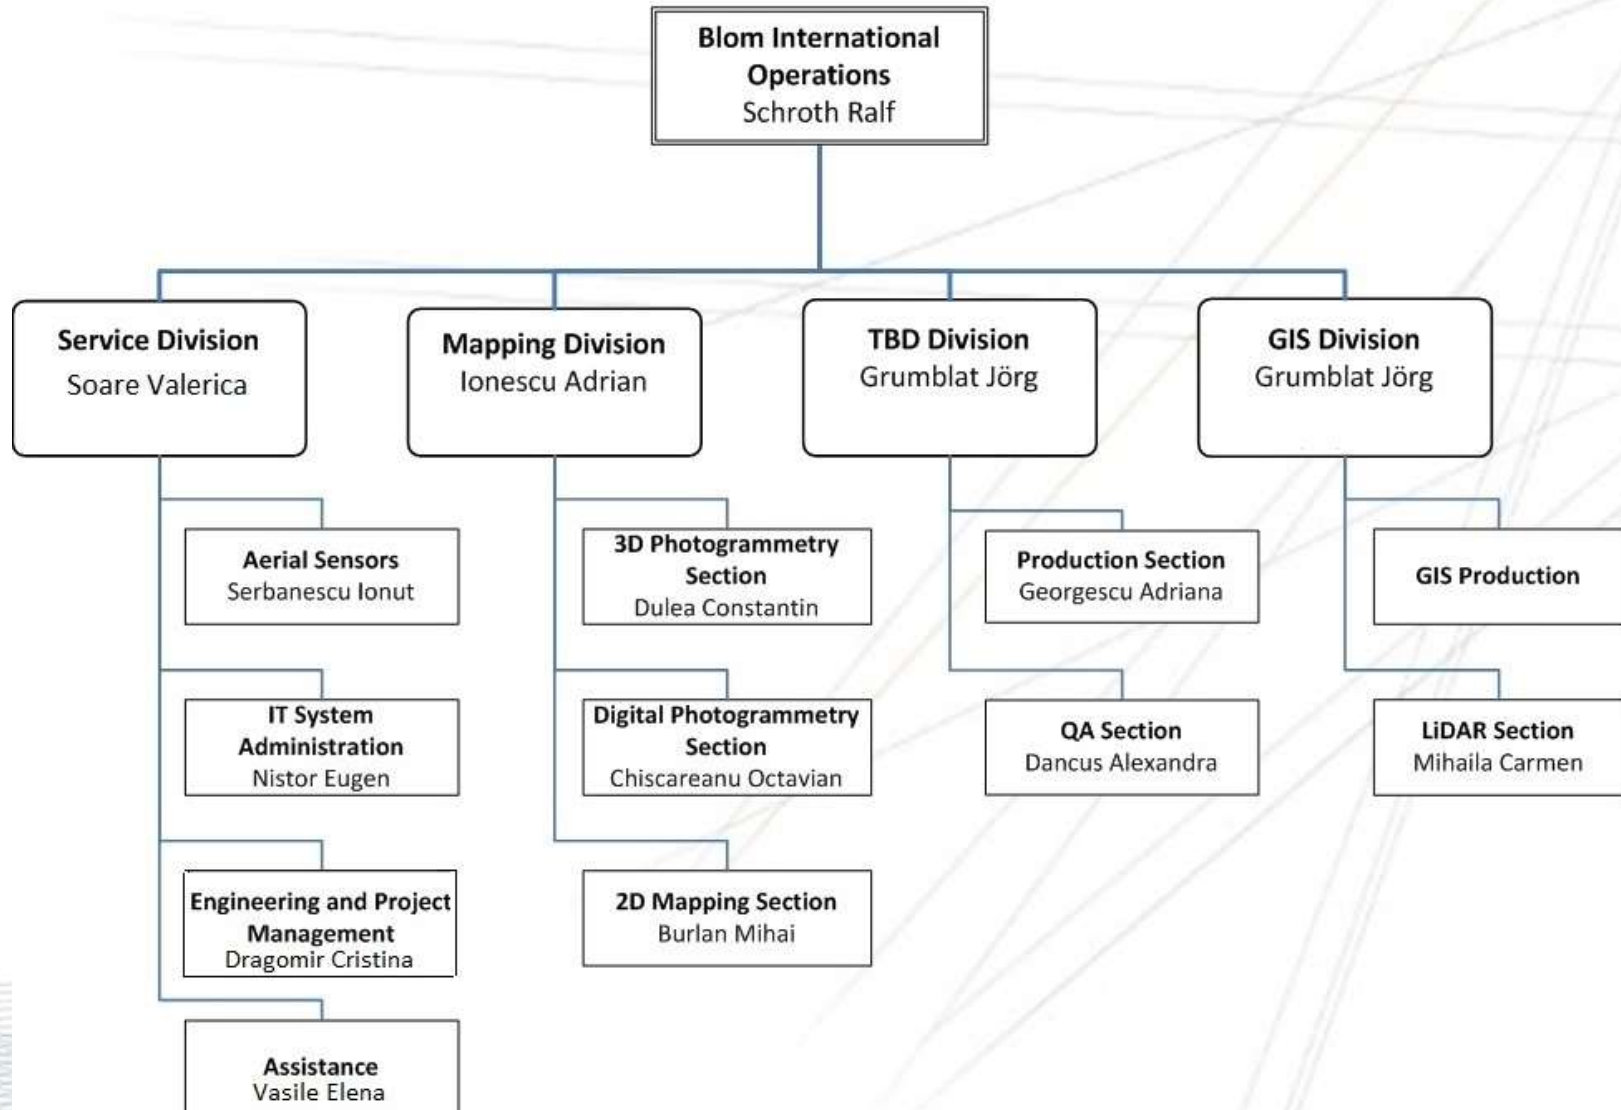 Blom International
Operations
Schroth Ralf
Service Division
Soare Valerica
Mapping Division
Ionescu Adrian
TBD Division
Grumblat Jörg
GIS Division
Grumblat Jörg
Aerial Sensors
Serbanescu Ionut
IT System
Administration
Nistor Eugen
Engineering and Project
Management
Dragomir Cristina
Assistance
Vasile Elena
3D Photogrammetry
Section
Dulea Constantin
Digital Photogrammetry
Section
Chiscareanu Octavian
2D Mapping Section
Burlan Mihai
Production Section
Georgescu Adriana
QA Section
Dancus Alexandra
GIS Production
LiDAR Section
Mihaila Carmen